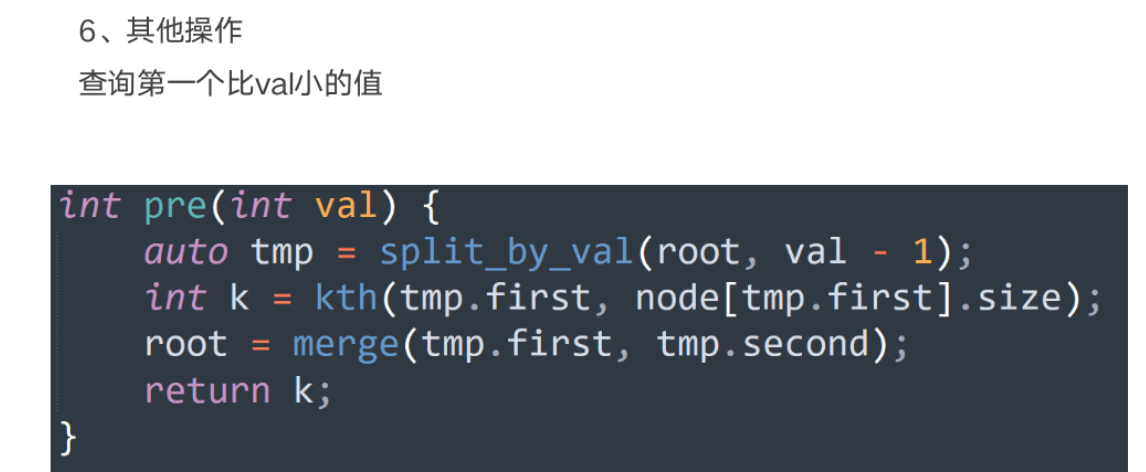 6、其他操作
查询第一个比val小的值
int pre(int val) {
    auto tmp = split_by_val(root, val - 1);
    int k = kth(tmp.first, node[tmp.first].size);
    root = merge(tmp.first, tmp.second);
    return k;
}